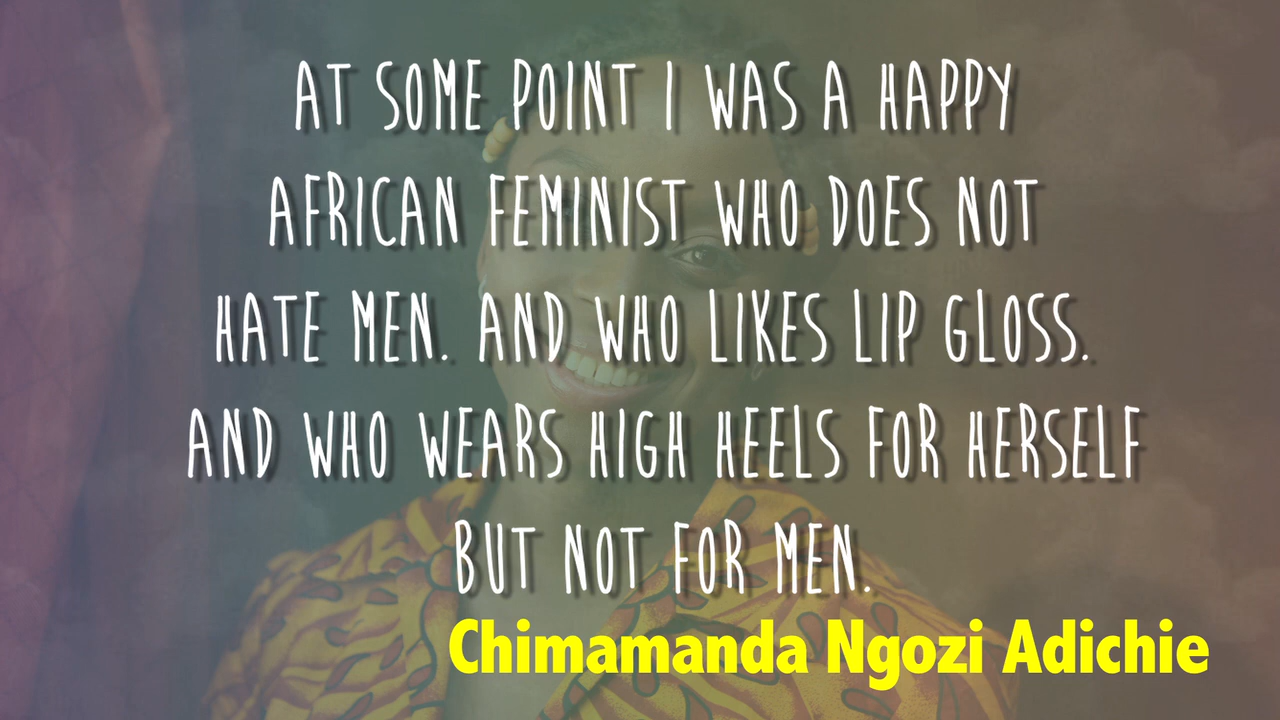 AT SOME POINT I WAS A HAPPY
AFRICAN FEMINIST WHO DOES NOT
HATE MEN. AND WHO LIKES LIP GLOSS.
AND WHO WEARS HIGH HEELS FOR HERSELF
BUT NOT FOR MEN.
Chimamanda Ngozi Adichie